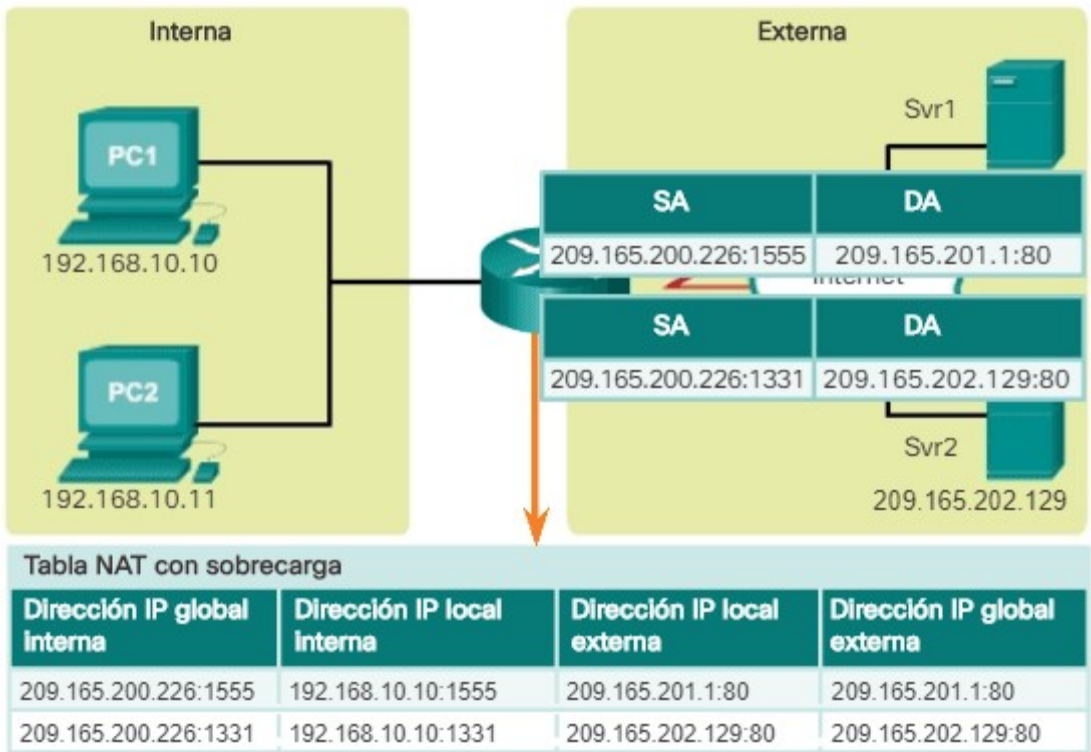 Interna
Externa
PC1
192.168.10.10
PC2
192.168.10.11
Svr1
SA DA
209.165.200.226:1555 209.165.201.1:80
Internet
SA DA
209.165.200.226:1331 209.165.202.129:80
Svr2
209.165.202.129
Tabla NAT con sobrecarga
Dirección IP global interna Dirección IP local interna Dirección IP local externa Dirección IP global externa
209.165.200.226:1555 192.168.10.10:1555 209.165.201.1:80 209.165.201.1:80
209.165.200.226:1331 192.168.10.10:1331 209.165.202.129:80 209.165.202.129:80